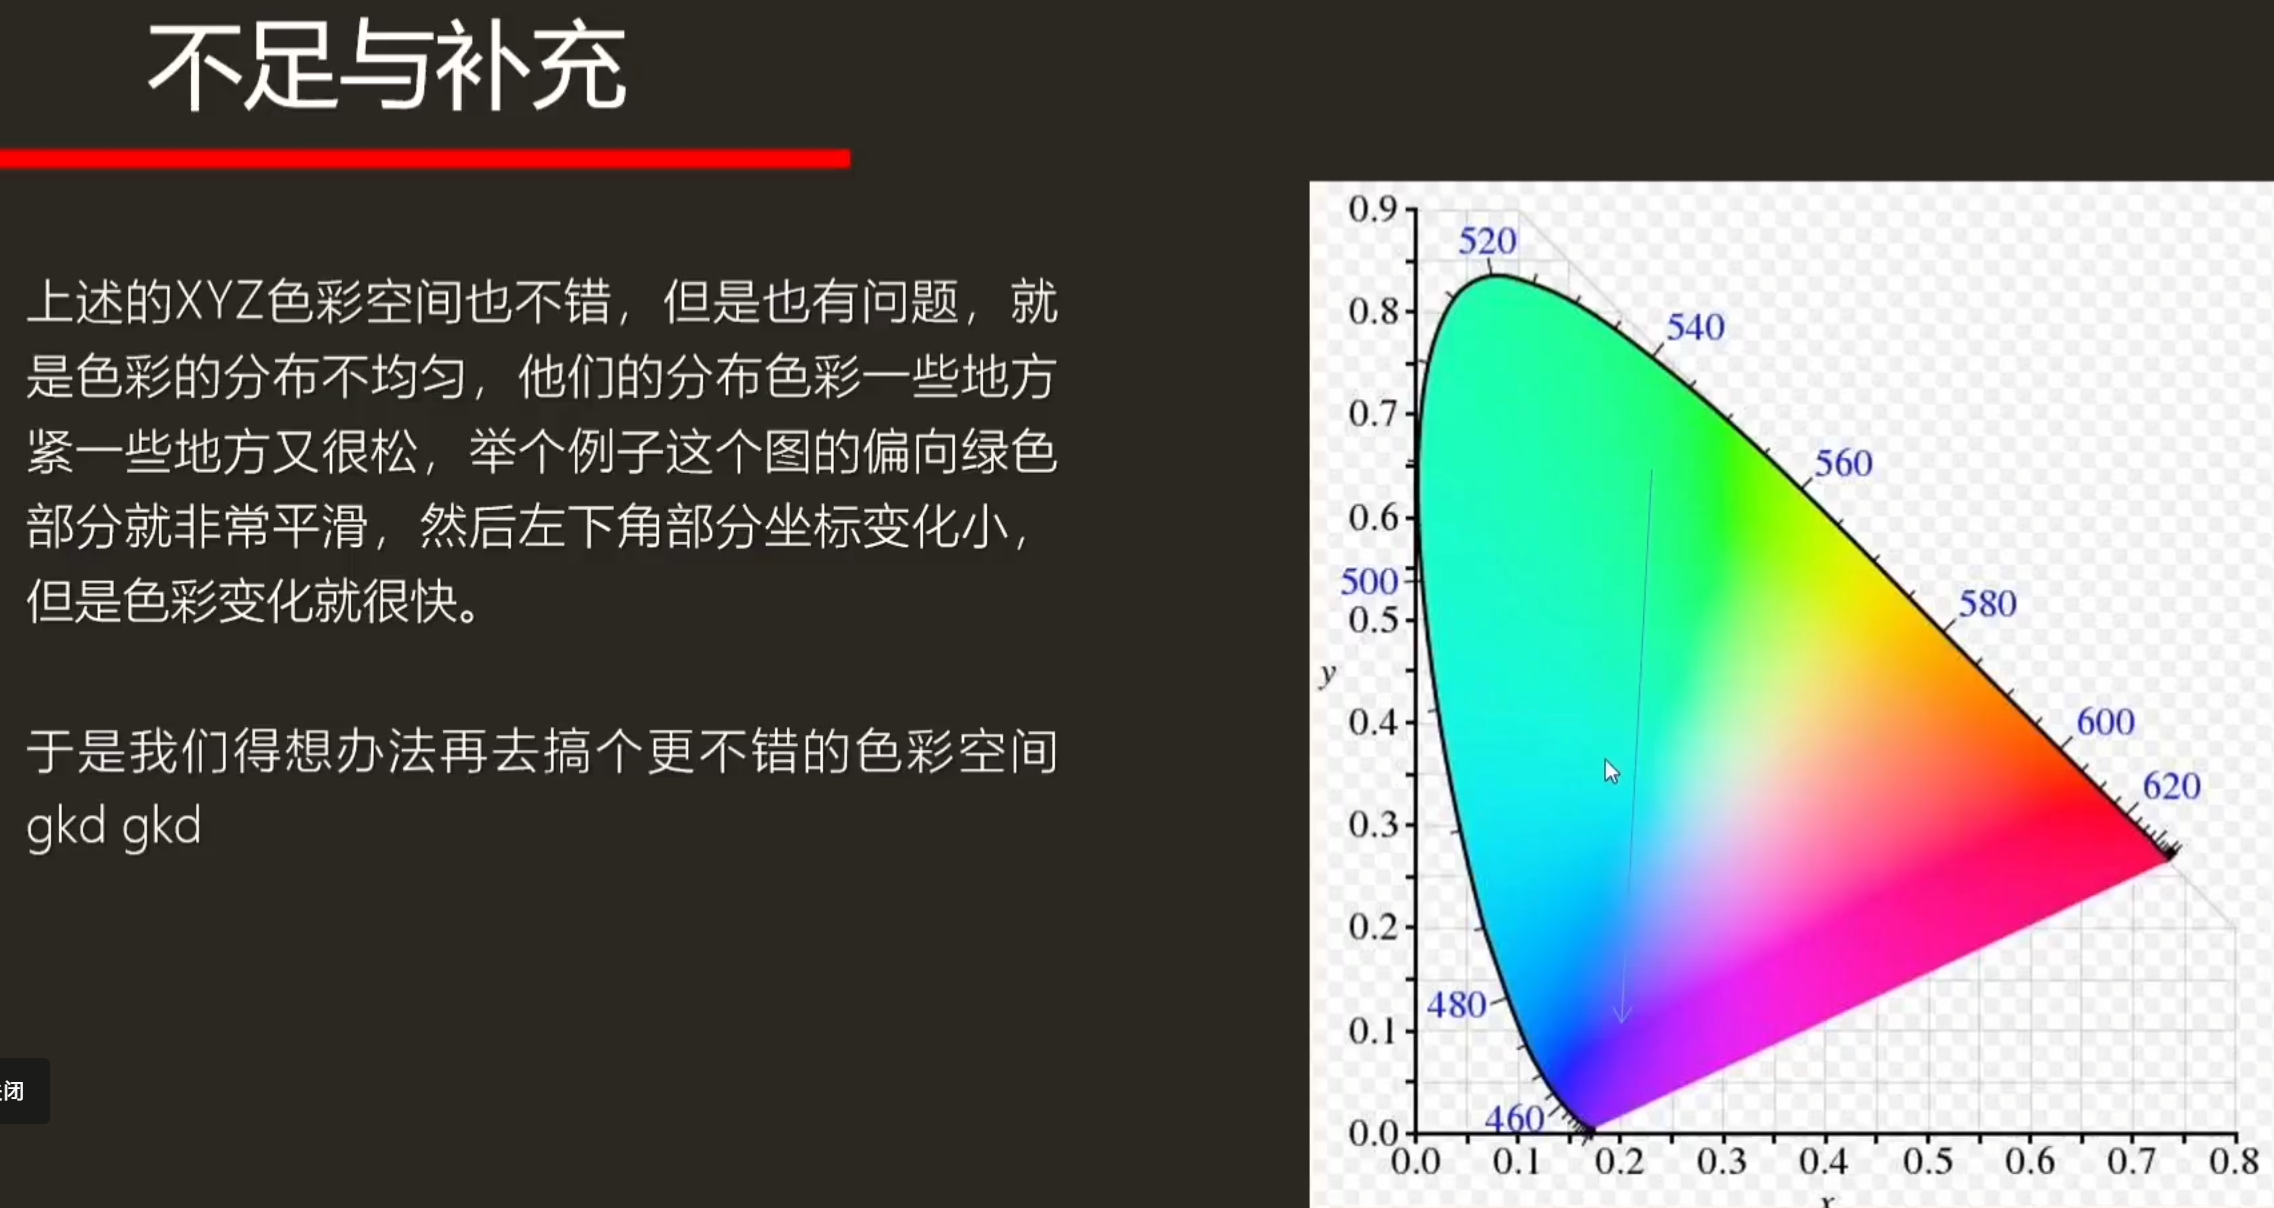 不足与补充
上述的XYZ色彩空间也不错，但是也有问题，就
是色彩的分布不均匀，他们的分布色彩一些地方
紧一些地方又很松，举个例子这个图的偏向绿色
部分就非常平滑，然后左下角部分坐标变化小，
但是色彩变化就很快。
于是我们得想办法再去搞个更不错的色彩空间
gkd gkd
闭
0.9
520
0.8
540
0.7
560
0.6
500
580
0.5
y
0.4
600
620
0.3
0.2
480
0.1
460
0.0
0.0 0.1 0.2 0.3 0.4 0.5 0.6 0.7 0.8
x